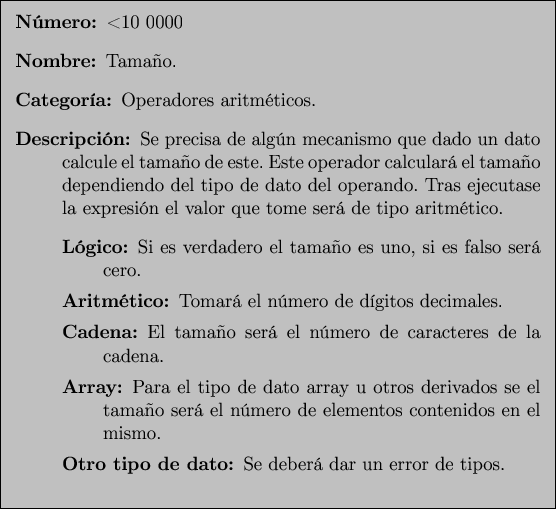 Número: <10 0000
Nombre: Tamaño.
Categoría: Operadores aritméticos.
Descripción: Se precisa de algún mecanismo que dado un dato
calcule el tamaño de este. Este operador calculará el tamaño
dependiendo del tipo de dato del operando. Tras ejecutase
la expresión el valor que tome será de tipo aritmético.
Lógico: Si es verdadero el tamaño es uno, si es falso será
cero.
Aritmético: Tomará el número de dígitos decimales.
Cadena: El tamaño será el número de caracteres de la
cadena.
Array: Para el tipo de dato array u otros derivados se el
tamaño será el número de elementos contenidos en el
mismo.
Otro tipo de dato: Se deberá dar un error de tipos.